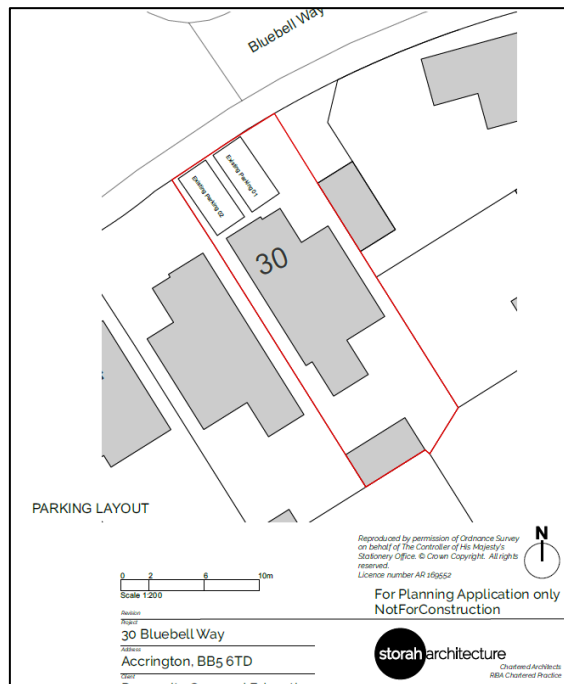 Bluebell Way
Existing Parking 01
Existing Parking 02
30
PARKING LAYOUT
Reproduced by permission of Ordnance Survey
on behalf of The Controller of His Majesty's
Stationery Office. © Crown Copyright. All rights
reserved.
Licence number AR 169552
N
0 2 6 10m
Scale 1:200
For Planning Application only
NotForConstruction
Revision
Project
30 Bluebell Way
Address
Accrington, BB5 6TD
Client
storah architecture
Chartered Architects
RIBA Chartered Practice